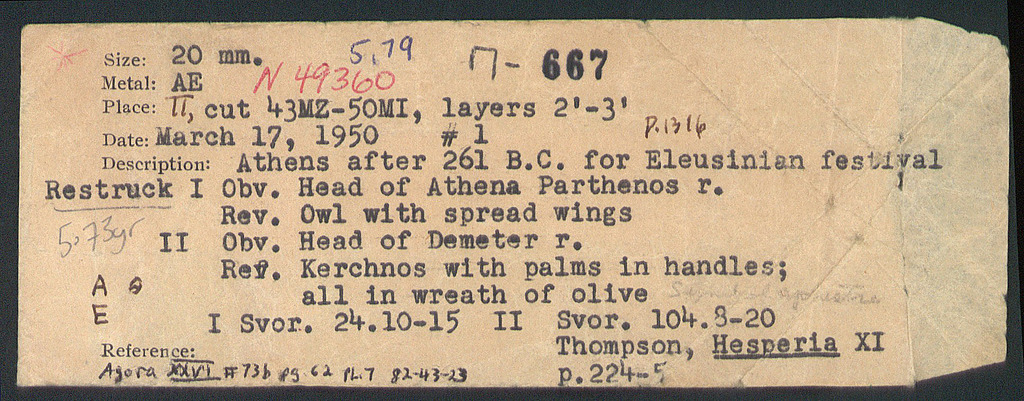 Size: 20 mm. 5,79 Π- 667
Metal: AE N 49360
Place: Π, cut 43MZ-50MI, layers 2'-3'
Date: March 17, 1950 #1 p.1316
Description: Athens after 261 B.C. for Eleusinian festival
Restruck I Obv. Head of Athena Parthenos r.
Rev. Owl with spread wings
5.73gr II Obv. Head of Demeter r.
Rev. Kerchnos with palms in handles;
A
E all in wreath of olive
I Svor. 24.10-15 II Svor. 104.8-20
Reference: Thompson, Hesperia XI
Agora XXVI #73b pg.62 pl.7 82-43-23 p.224-5